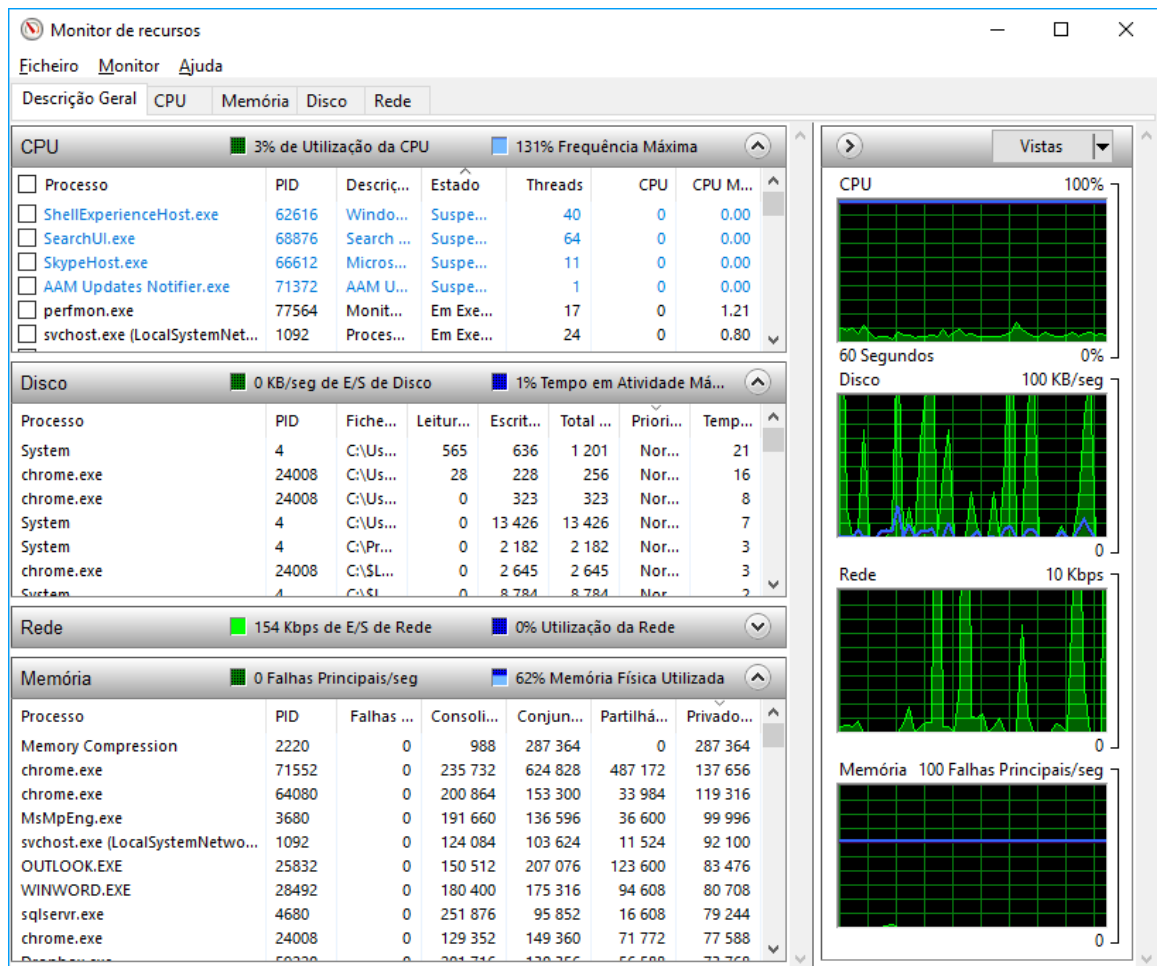 Monitor de recursos
Ficheiro Monitor Ajuda
Descrição Geral CPU Memória Disco Rede
CPU 3% de Utilização da CPU 131% Frequência Máxima
Processo PID Descriç... Estado Threads CPU CPU M...
ShellExperienceHost.exe 62616 Windo... Suspe... 40 0 0.00
SearchUI.exe 68876 Search ... Suspe... 64 0 0.00
SkypeHost.exe 66612 Micros... Suspe... 11 0 0.00
AAM Updates Notifier.exe 71372 AAM U... Suspe... 1 0 0.00
perfmon.exe 77564 Monit... Em Exe... 17 0 1.21
svchost.exe (LocalSystemNet... 1092 Proces... Em Exe... 24 0 0.80
Disco 0 KB/seg de E/S de Disco 1% Tempo em Atividade Má...
Processo PID Fiche... Leitur... Escrit... Total ... Priori... Temp...
System 4 C:\Us... 565 636 1 201 Nor... 21
chrome.exe 24008 C:\Us... 28 228 256 Nor... 16
chrome.exe 24008 C:\Us... 0 323 323 Nor... 8
System 4 C:\Us... 0 13 426 13 426 Nor... 7
System 4 C:\Pr... 0 2 182 2 182 Nor... 3
chrome.exe 24008 C:\$L... 0 2 645 2 645 Nor... 3
System 4 C:\$L... 0 8 784 8 784 Nor... 2
Rede 154 Kbps de E/S de Rede 0% Utilização da Rede
Memória 0 Falhas Principais/seg 62% Memória Física Utilizada
Processo PID Falhas ... Consoli... Conjun... Partilhá... Privado...
Memory Compression 2220 0 988 287 364 0 287 364
chrome.exe 71552 0 235 732 624 828 487 172 137 656
chrome.exe 64080 0 200 864 153 300 33 984 119 316
MsMpEng.exe 3680 0 191 660 136 596 36 600 99 996
svchost.exe (LocalSystemNetwo... 1092 0 124 084 103 624 11 524 92 100
OUTLOOK.EXE 25832 0 150 512 207 076 123 600 83 476
WINWORD.EXE 28492 0 180 400 175 316 94 608 80 708
sqlservr.exe 4680 0 251 876 95 852 16 608 79 244
chrome.exe 24008 0 129 352 149 360 71 772 77 588
Vistas
CPU 100%
60 Segundos 0%
Disco 100 KB/seg
0
Rede 10 Kbps
0
Memória 100 Falhas Principais/seg
0